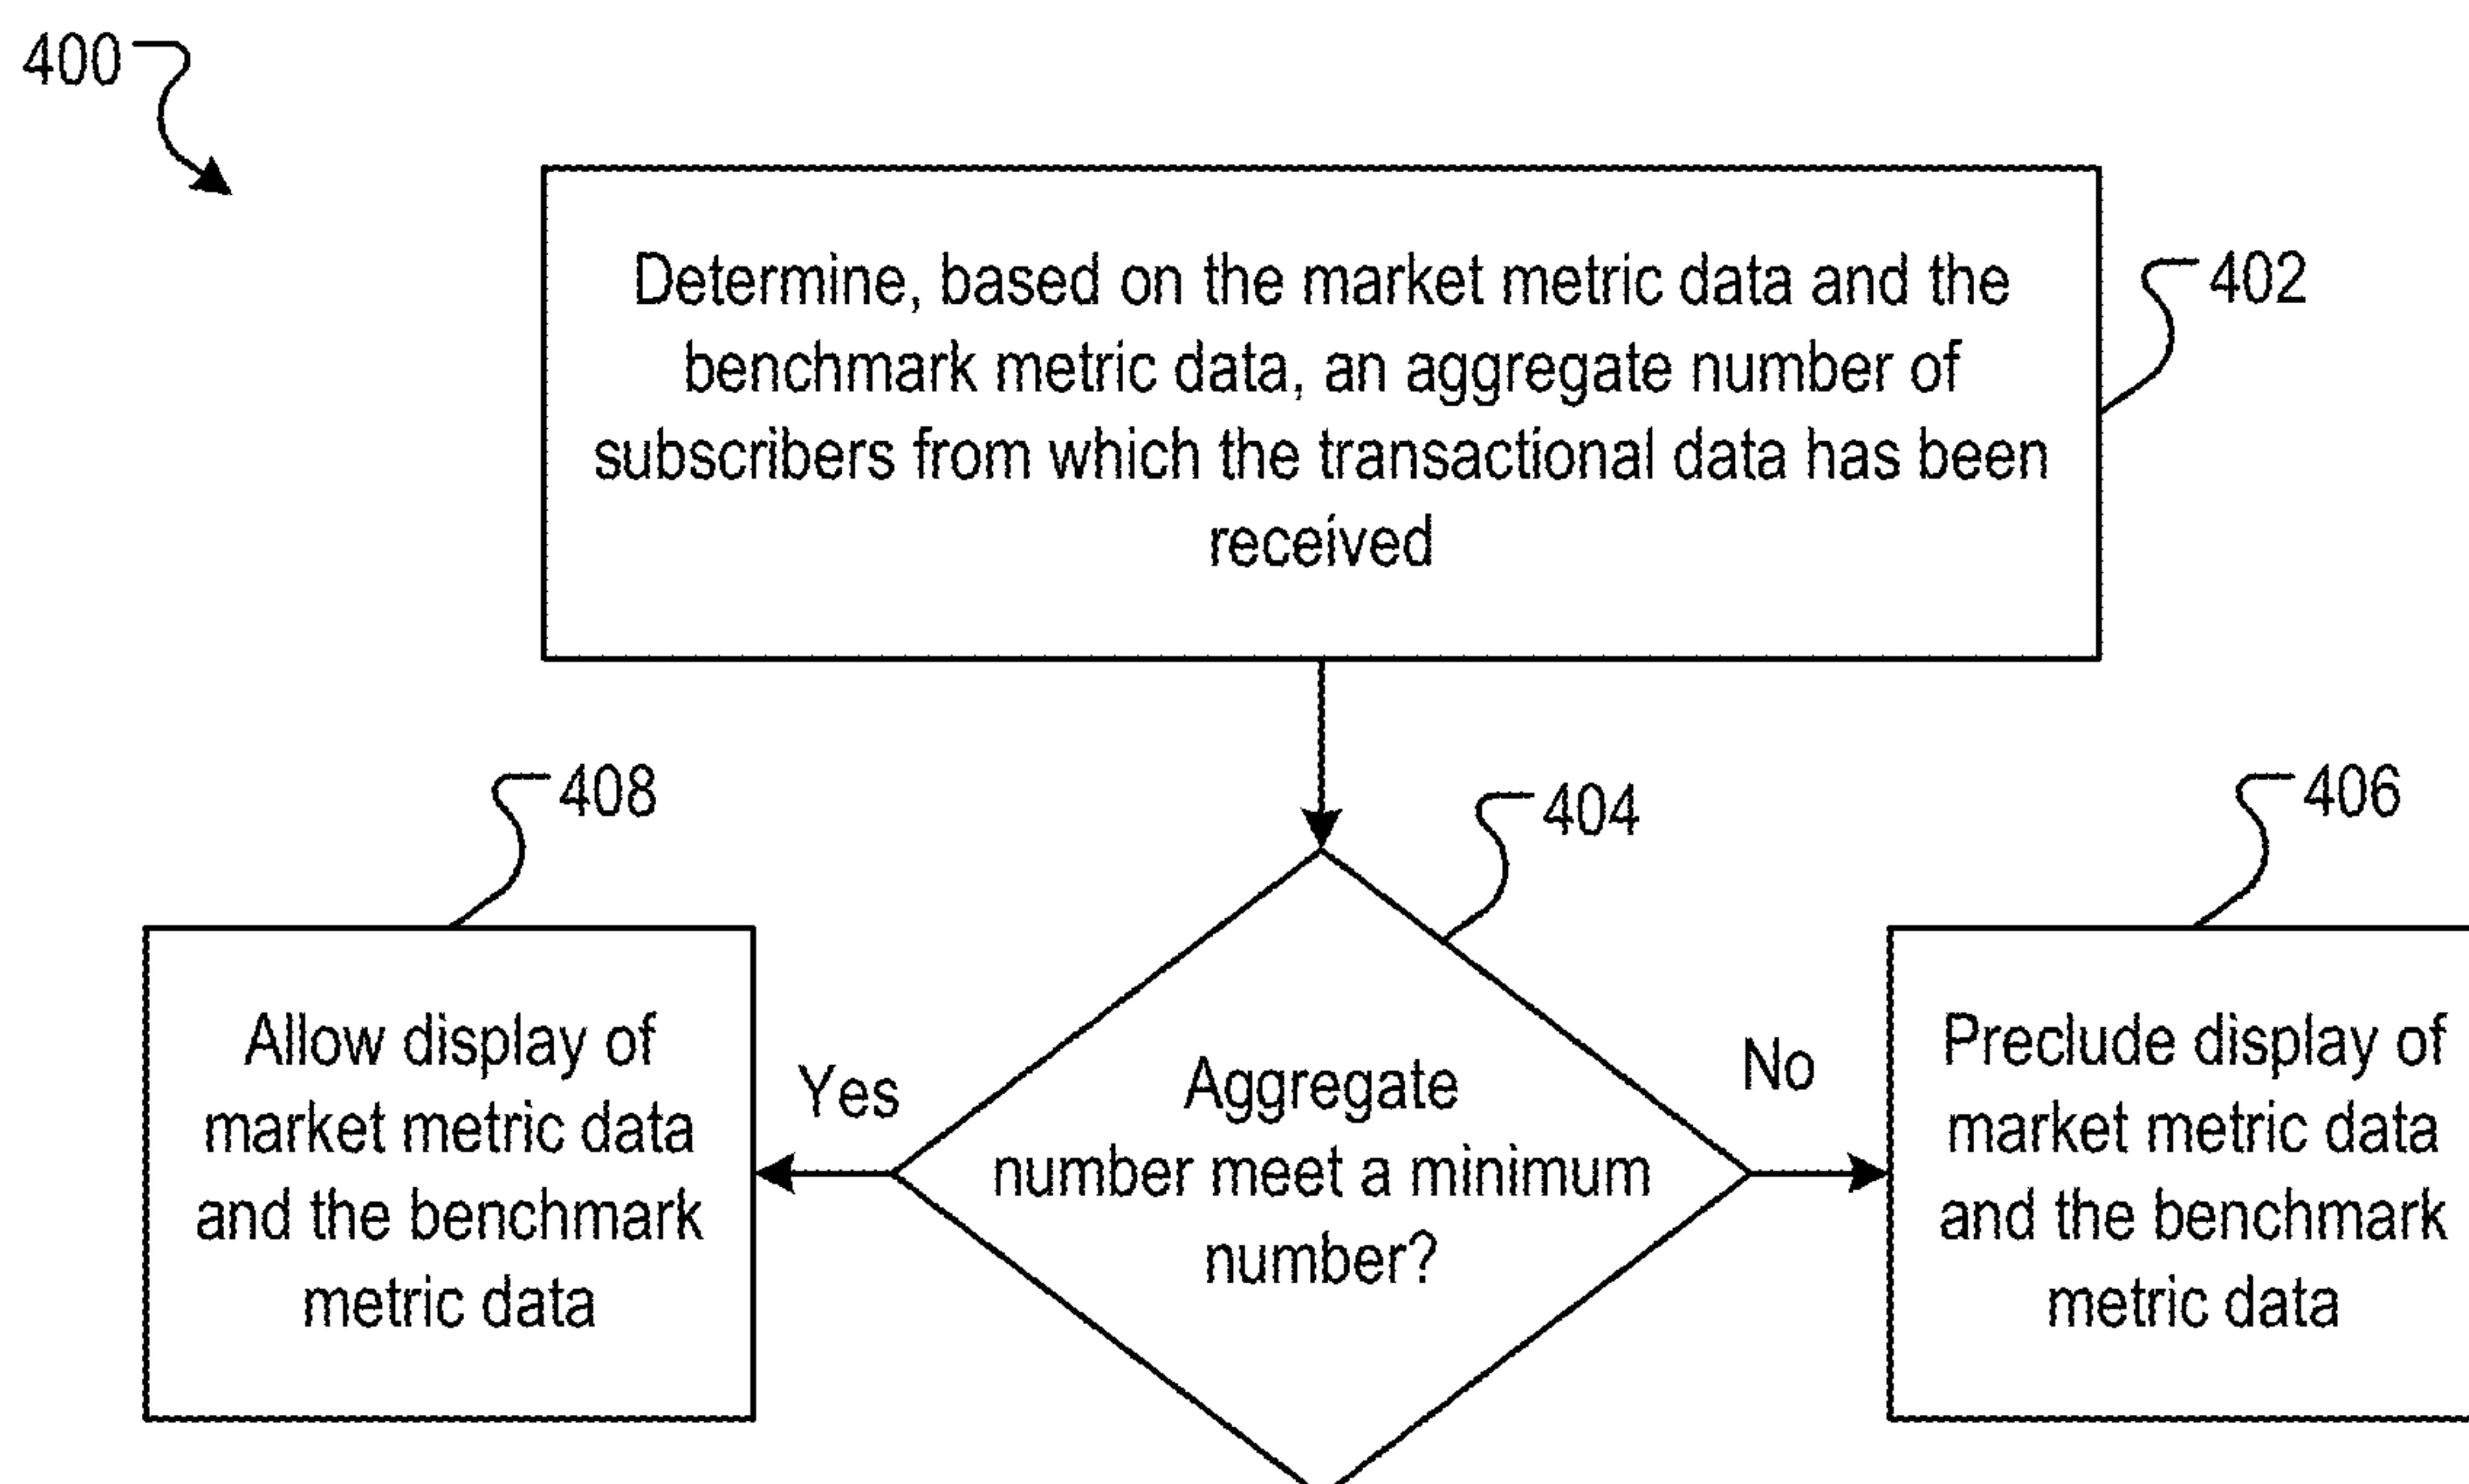 400
Determine, based on the market metric data and the
benchmark metric data, an aggregate number of
subscribers from which the transactional data has been
received
402
408
404
406
Allow display of
market metric data
and the benchmark
metric data
Yes
Aggregate
number meet a minimum
number?
No
Preclude display of
market metric data
and the benchmark
metric data